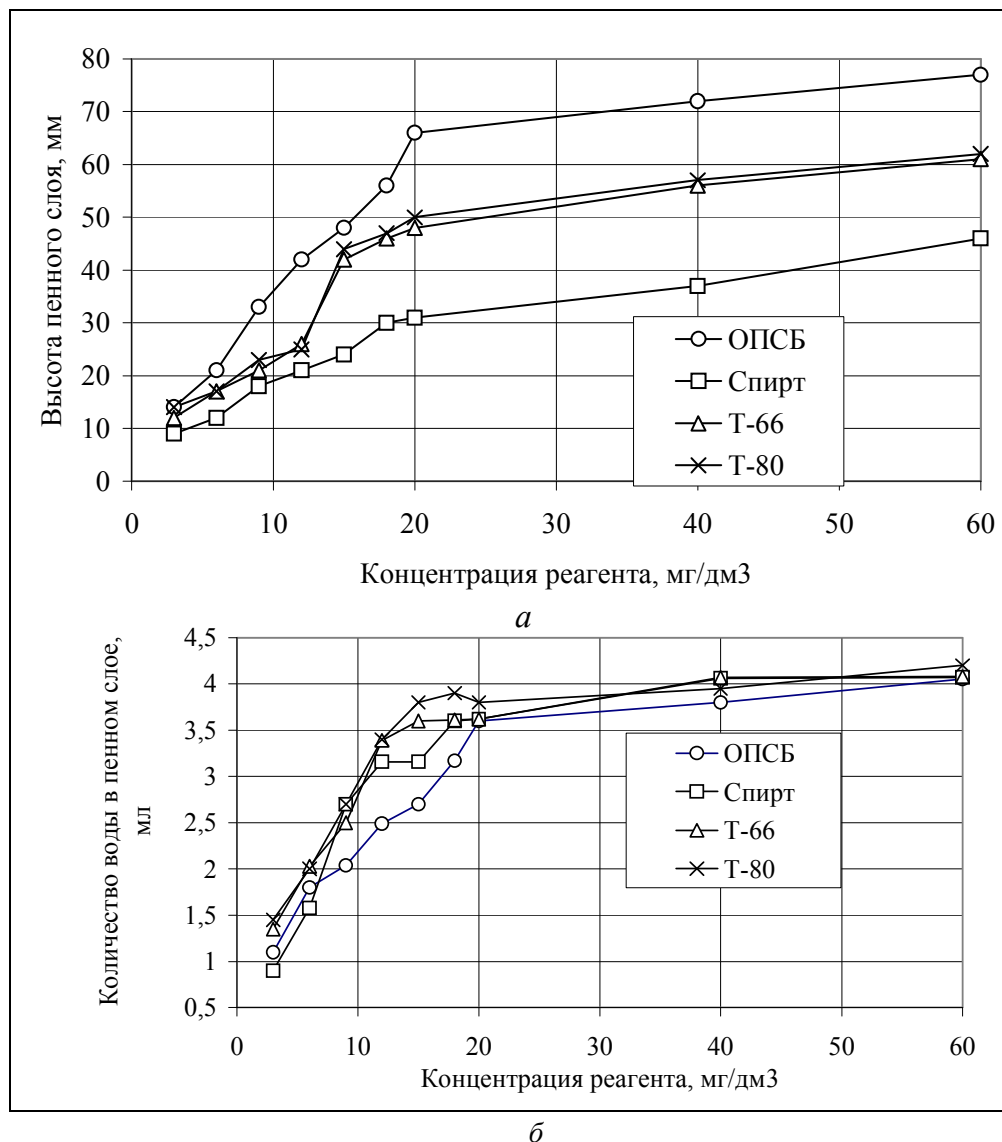 80
70
60
50
40
30
20
10
0
Высота пенного слоя, мм
ОПСБ
Спирт
Т-66
Т-80
0 10 20 30 40 50 60
Концентрация реагента, мг/дм3
а
4,5
4
3,5
3
2,5
2
1,5
1
0,5
Количество воды в пенном слое,
мл
ОПСБ
Спирт
Т-66
Т-80
0 10 20 30 40 50 60
Концентрация реагента, мг/дм3
б